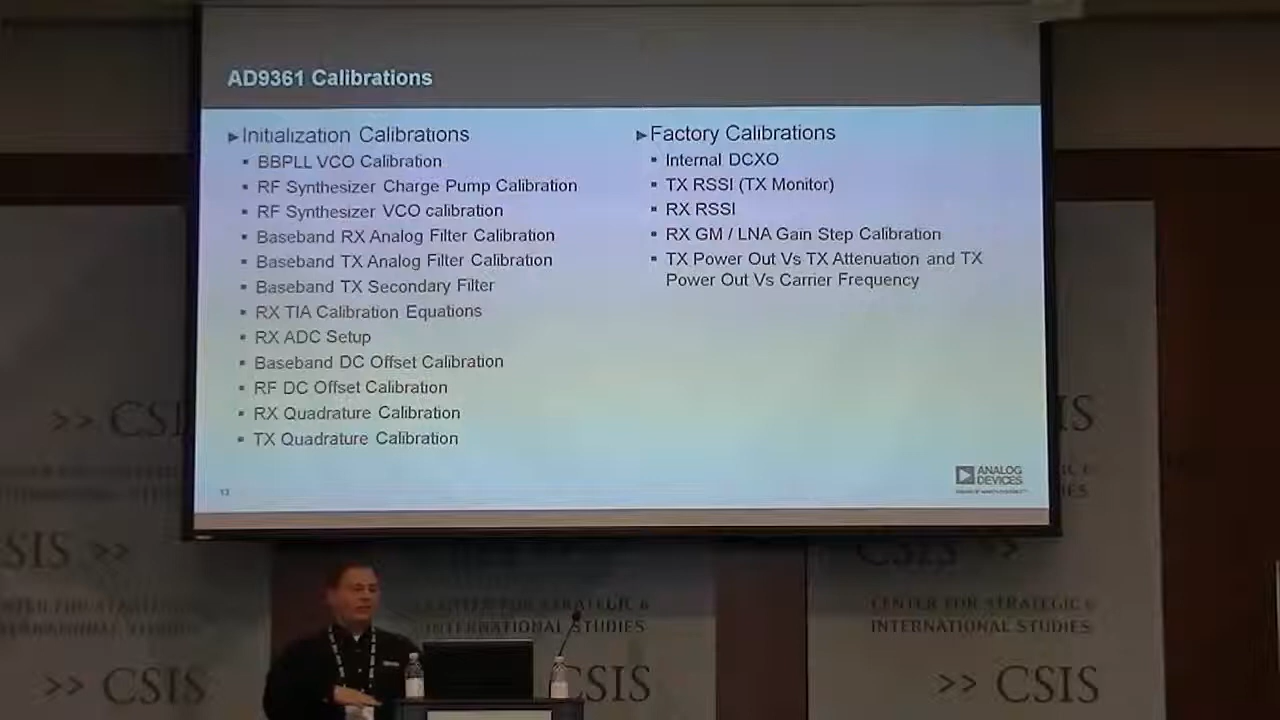 AD9361 Calibrations
Initialization Calibrations
BBPLL VCO Calibration
RF Synthesizer Charge Pump Calibration
RF Synthesizer VCO calibration
Baseband RX Analog Filter Calibration
Baseband TX Analog Filter Calibration
Baseband TX Secondary Filter
RX TIA Calibration Equations
RX ADC Setup
Baseband DC Offset Calibration
RF DC Offset Calibration
RX Quadrature Calibration
TX Quadrature Calibration
Factory Calibrations
Internal DCXO
TX RSSI (TX Monitor)
RX RSSI
RX GM / LNA Gain Step Calibration
TX Power Out Vs TX Attenuation and TX
Power Out Vs Carrier Frequency
13
ANALOG
DEVICES
>> CSIS
IS
SIS >>
CSIS >>
CENTER FOR STRATEGIC &
INTERNATIONAL STUDIES
CENTER FOR STRATEGIC &
INTERNATIONAL STUDIES
>> CSIS
CSIS
>> CSIS